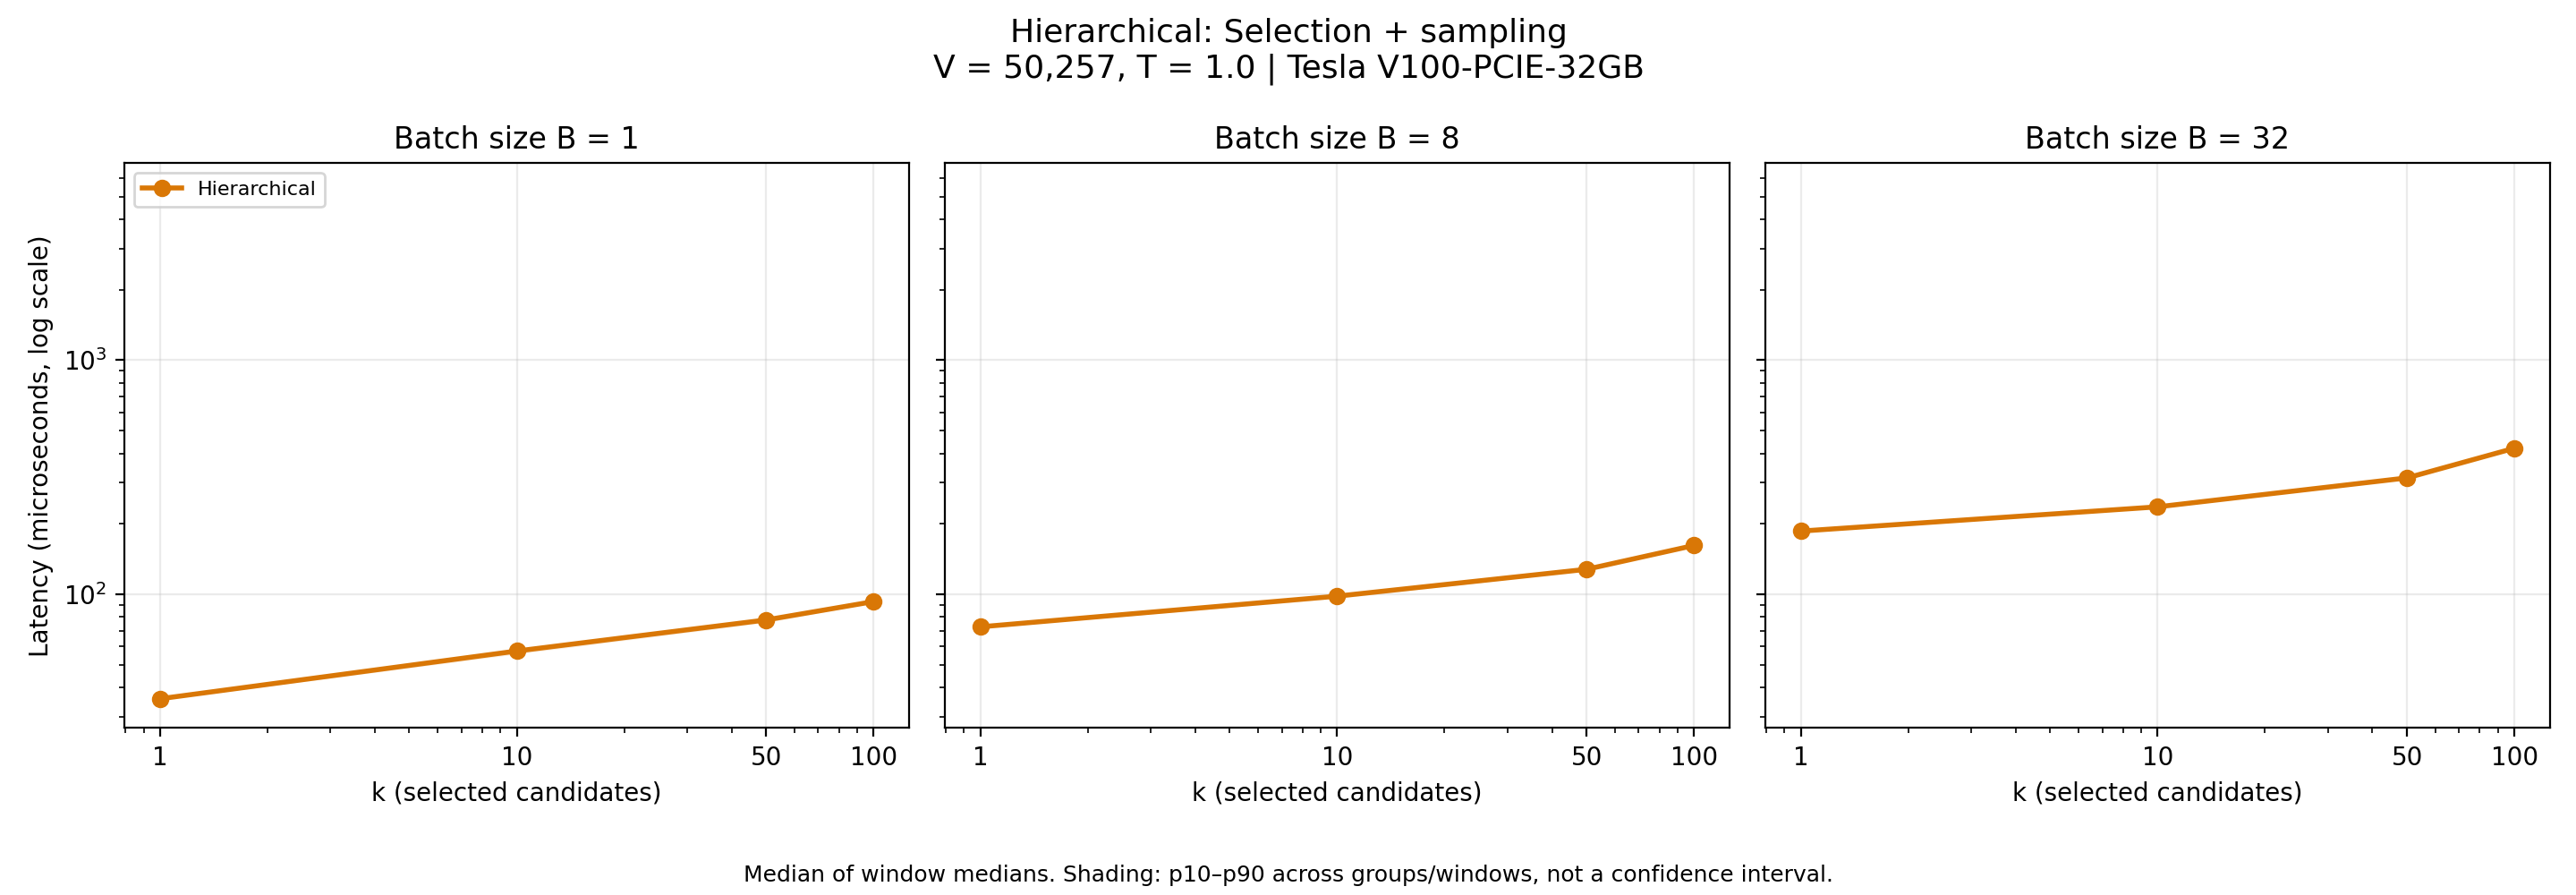 Hierarchical: Selection + sampling
V = 50,257, T = 1.0 | Tesla V100-PCIE-32GB
Batch size B = 1
Batch size B = 8
Batch size B = 32
Hierarchical
Latency (microseconds, log scale)
10³
10²
1 10 50 100
1 10 50 100
1 10 50 100
k (selected candidates)
k (selected candidates)
k (selected candidates)
Median of window medians. Shading: p10–p90 across groups/windows, not a confidence interval.